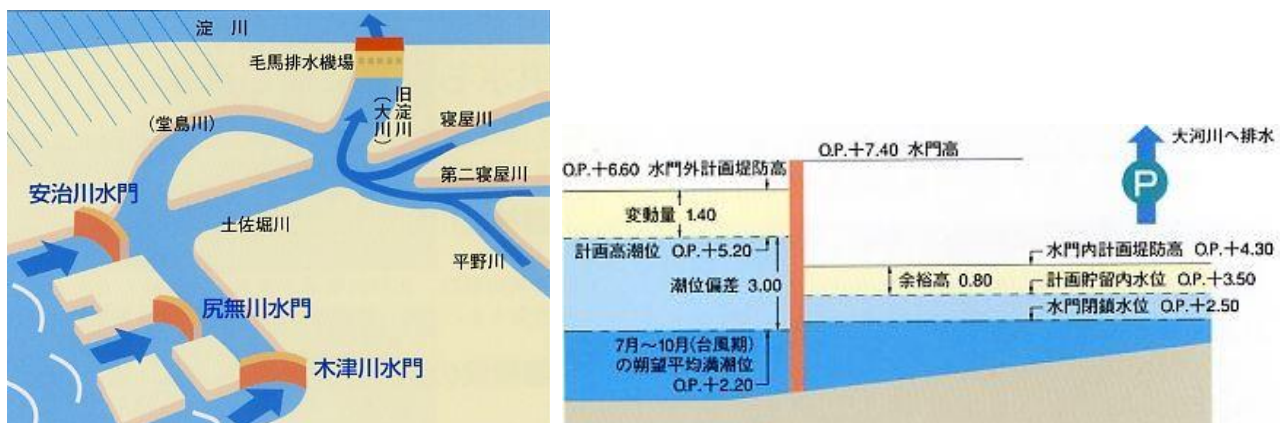 淀 川
毛馬排水機場
旧淀川
(大川)
寝屋川
(堂島川)
第二寝屋川
安治川水門
土佐堀川
平野川
尻無川水門
木津川水門
大河川へ排水
P
O.P.+7.40 水門高
O.P.+6.60 水門外計画堤防高
変動量 1.40
計画高潮位 O.P.+5.20
潮位偏差 3.00
水門内計画堤防高 O.P.+4.30
余裕高 0.80
計画貯留内水位 O.P.+3.50
水門閉鎖水位 O.P.+2.50
7月～10月(台風期)
の朔望平均満潮位
O.P.+2.20